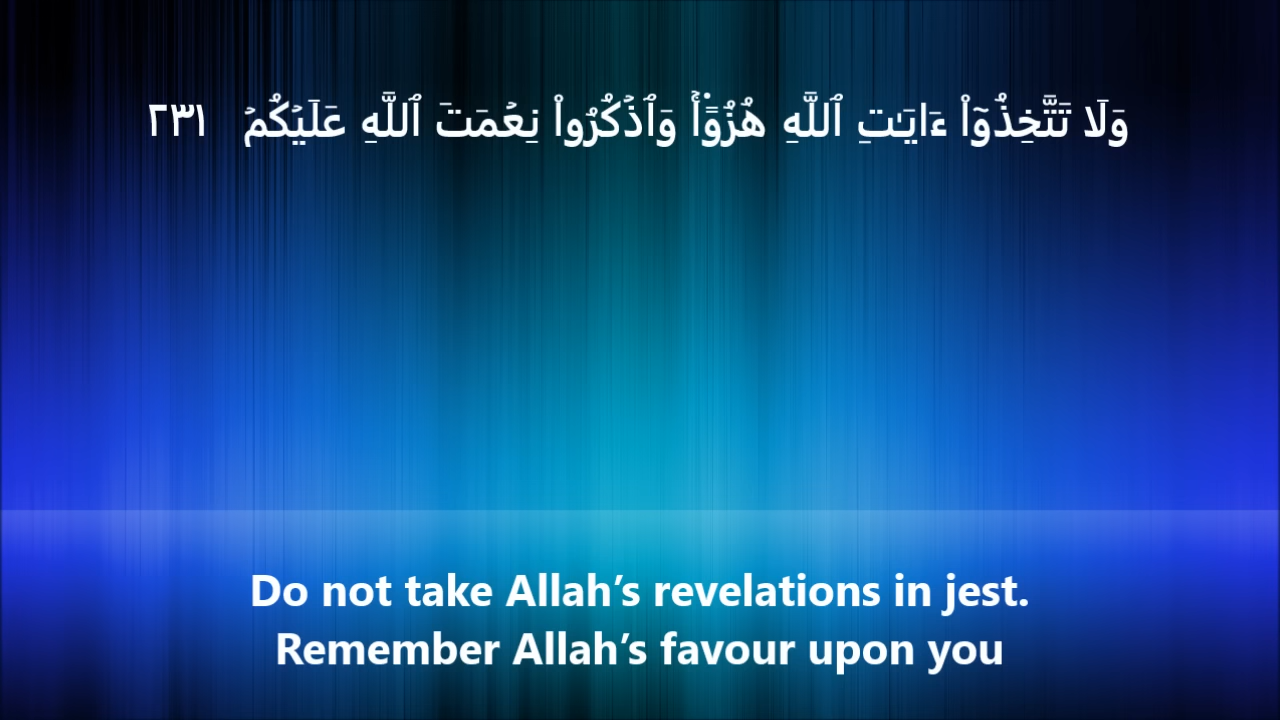 وَلَا تَتَّخِذُوٓا۟ ءَايَـٰتِ ٱللَّهِ هُزُوًۭا ۚ وَٱذْكُرُوا۟ نِعْمَتَ ٱللَّهِ عَلَيْكُمْ ٢٣١
Do not take Allah’s revelations in jest.
Remember Allah’s favour upon you